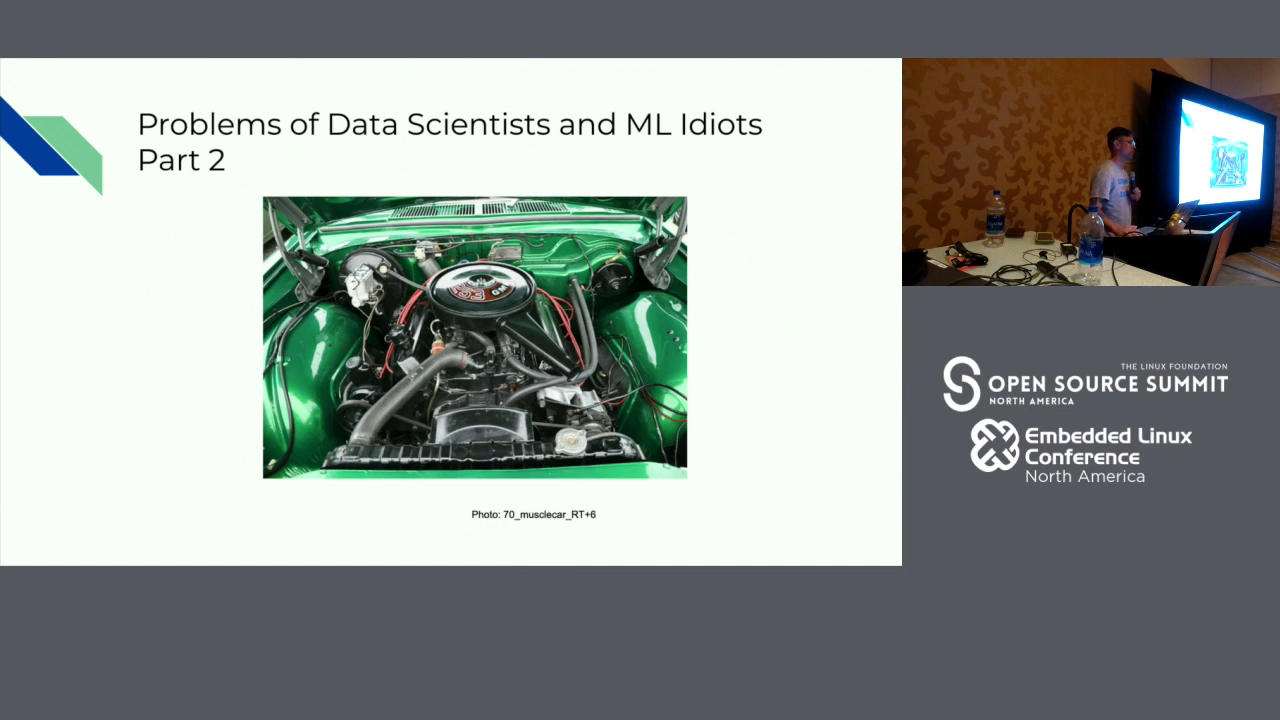 Problems of Data Scientists and ML Idiots
Part 2
Photo: 70_musclecar_RT+6
THE LINUX FOUNDATION
OPEN SOURCE SUMMIT
NORTH AMERICA
Embedded Linux
Conference
North America